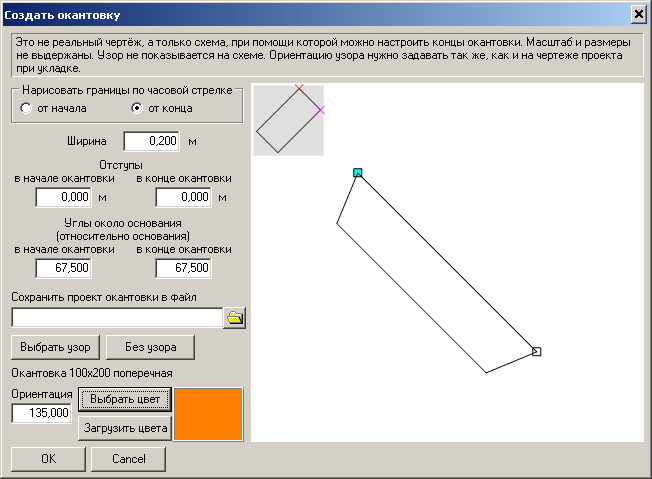 Создать окантовку
Это не реальный чертёж, а только схема, при помощи которой можно настроить концы окантовки. Масштаб и размеры
не выдержаны. Узор не показывается на схеме. Ориентацию узора нужно задавать так же, как и на чертеже проекта
при укладке.
Нарисовать границы по часовой стрелке
от начала от конца
Ширина 0,200 м
Отступы
в начале окантовки в конце окантовки
0,000 м 0,000 м
Углы около основания
(относительно основания)
в начале окантовки в конце окантовки
67,500 67,500
Сохранить проект окантовки в файл
Выбрать узор Без узора
Окантовка 100x200 поперечная
Ориентация
135,000
Выбрать цвет
Загрузить цвета
OK Cancel